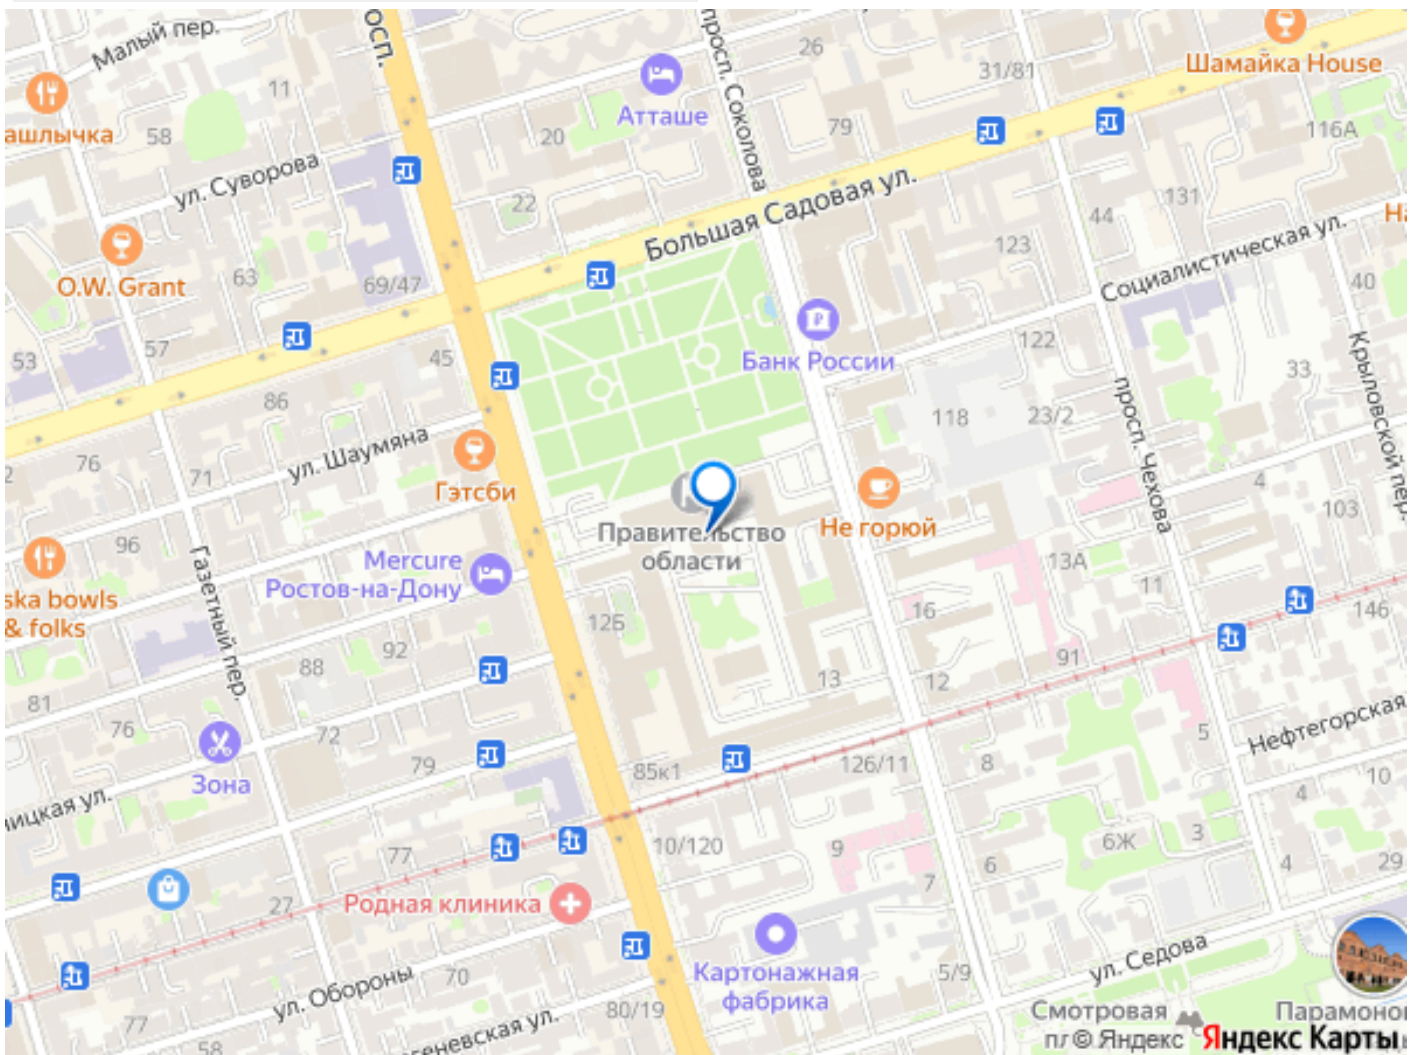 Малый пер.
осп.
просп. Соколова
26
31/81
Шамайка House
11
58
ашлычка
Атташе
20
79
116А
ул. Суворова
22
Большая Садовая ул.
131
44
O.W. Grant
63
69/47
123
Социалистическая ул.
40
53
57
45
Банк России
122
33
86
118
23/2
просп. Чехова
Крыловской пер.
76
71
ул. Шаумяна
Гэтсби
4
96
Газетный пер.
Правительство
области
Не горюй
103
Mercure
Ростов-на-Дону
13А
11
ska bowls
& folks
12Б
16
146
88
92
91
81
13
12
76
72
5
Нефтегорская
Зона
79
85к1
126/11
8
10
4
ицкая ул.
10/120
9
6Ж
3
77
6
4
29
7
27
Родная клиника
ул. Обороны
70
Картонажная
фабрика
5/9
ул. Седова
77
58
геневская ул.
80/19
Смотровая
пл
Парамоно
© Яндекс
Яндекс Карты